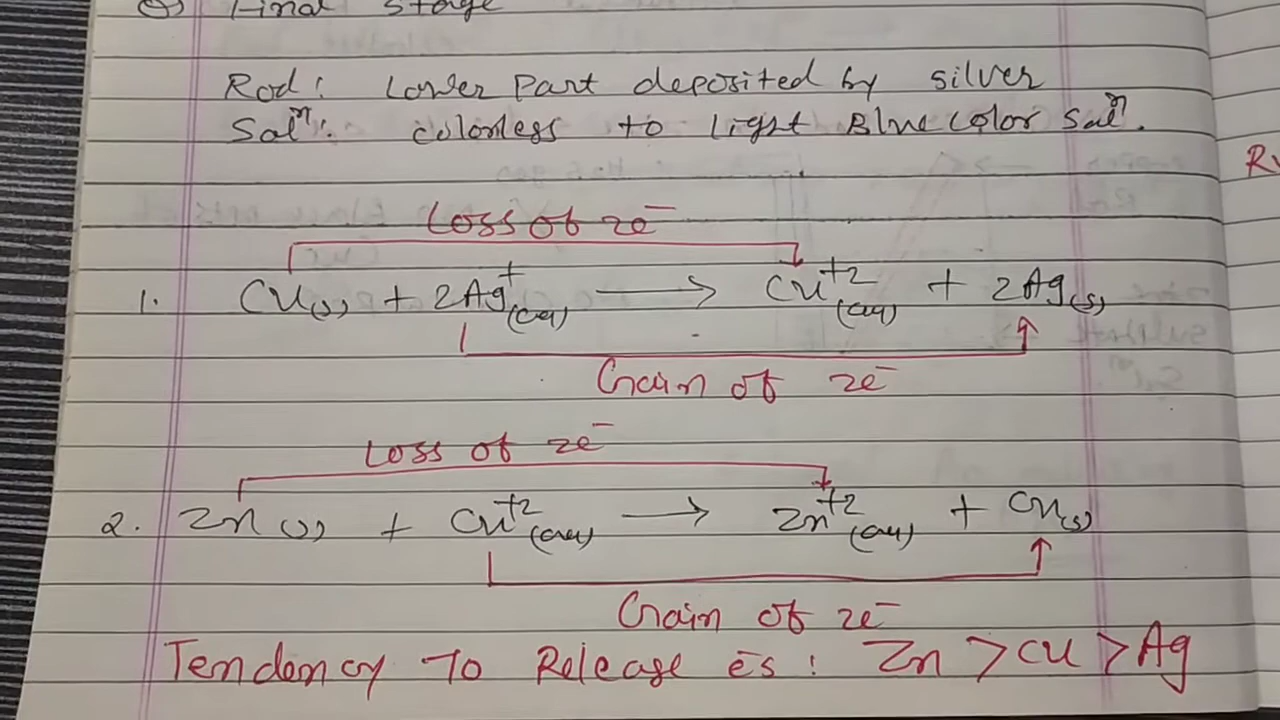 Final Stage
Rod: Lower Part deposited by silver
Solⁿ: colorless to Light Blue color Solⁿ.
Loss of 2e⁻
1. Cu(s) + 2Ag⁺(aq) ⟶ Cu⁺²(aq) + 2Ag(s)
Gain of 2e⁻
Loss of 2e⁻
2. Zn(s) + Cu⁺²(aq) ⟶ Zn⁺²(aq) + Cu(s)
Gain of 2e⁻
Tendency To Release e⁻s: Zn > Cu > Ag